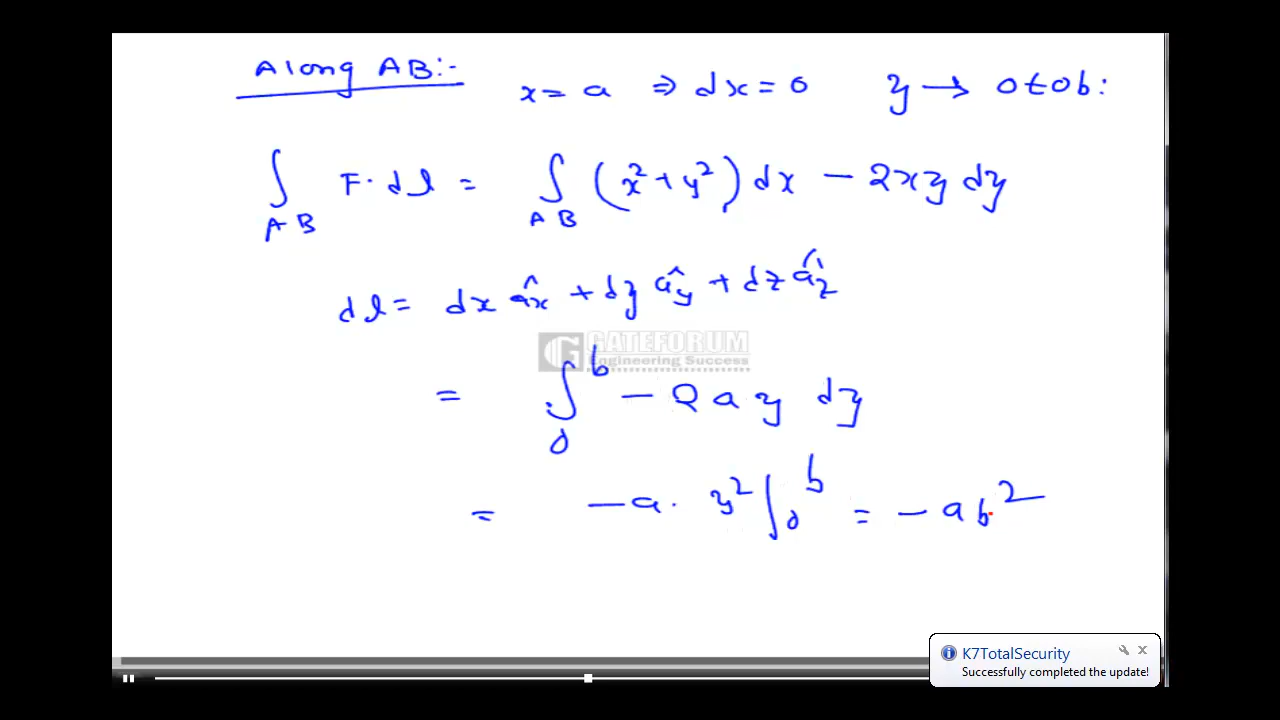 Along AB:-   x = a ⇒ dx = 0   y → 0 to b:
∫AB F. dl = ∫AB (x² + y²) dx - 2xy dy
dl = dx âx + dy ây + dz âz
GATEFORUM
Engineering Success
= ∫₀ᵇ - 2 a y dy
= -a. y² |₀ᵇ = - ab²
K7TotalSecurity
Successfully completed the update!